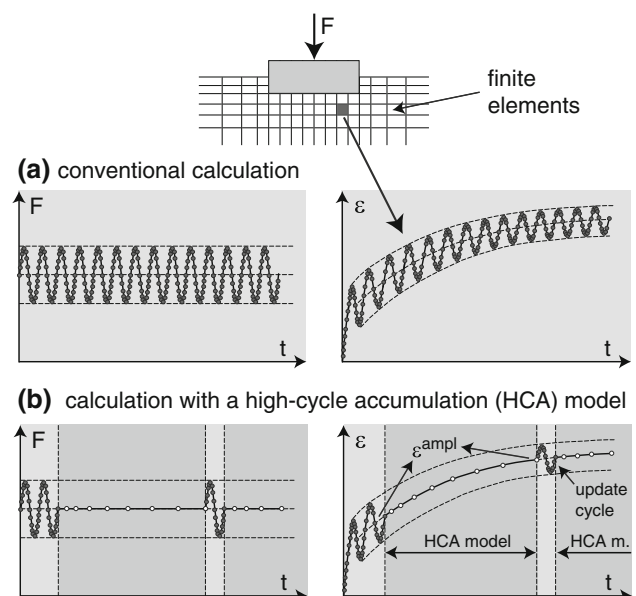 F
finite
elements
(a) conventional calculation
F
t
ε
t
(b) calculation with a high-cycle accumulation (HCA) model
F
t
ε
ε^ampl
update
cycle
HCA model
HCA m.
t